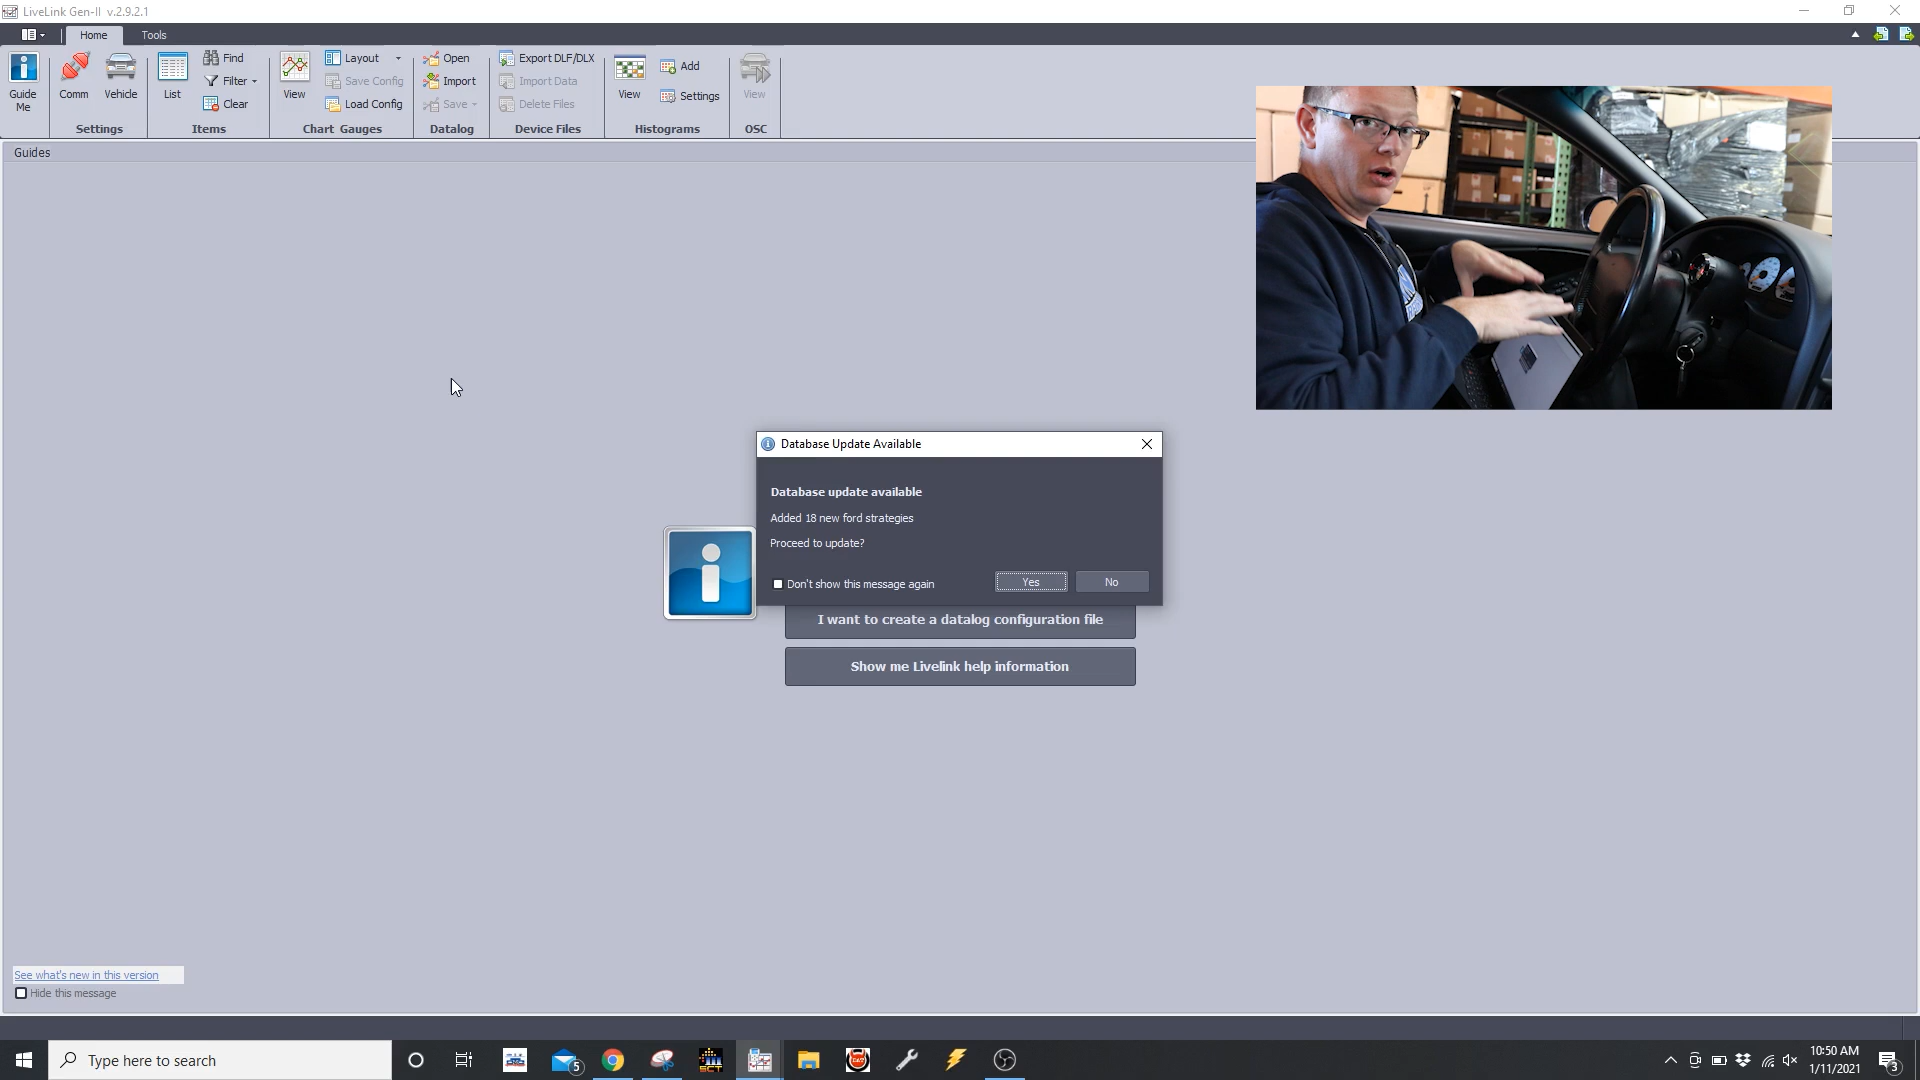 LiveLink Gen-II v.2.9.2.1
Home Tools
Guide Me
Comm
Vehicle
Settings
List
Find
Filter
Clear
Items
View
Layout
Save Config
Load Config
Chart Gauges
Open
Import
Save
Datalog
Export DLF/DLX
Import Data
Delete Files
Device Files
View
Add
Settings
Histograms
View
OSC
Guides
Database Update Available
Database update available
Added 18 new ford strategies
Proceed to update?
Don't show this message again
Yes
No
I want to create a datalog configuration file
Show me Livelink help information
See what's new in this version
Hide this message
Type here to search
5
SCT
10:50 AM
1/11/2021
3